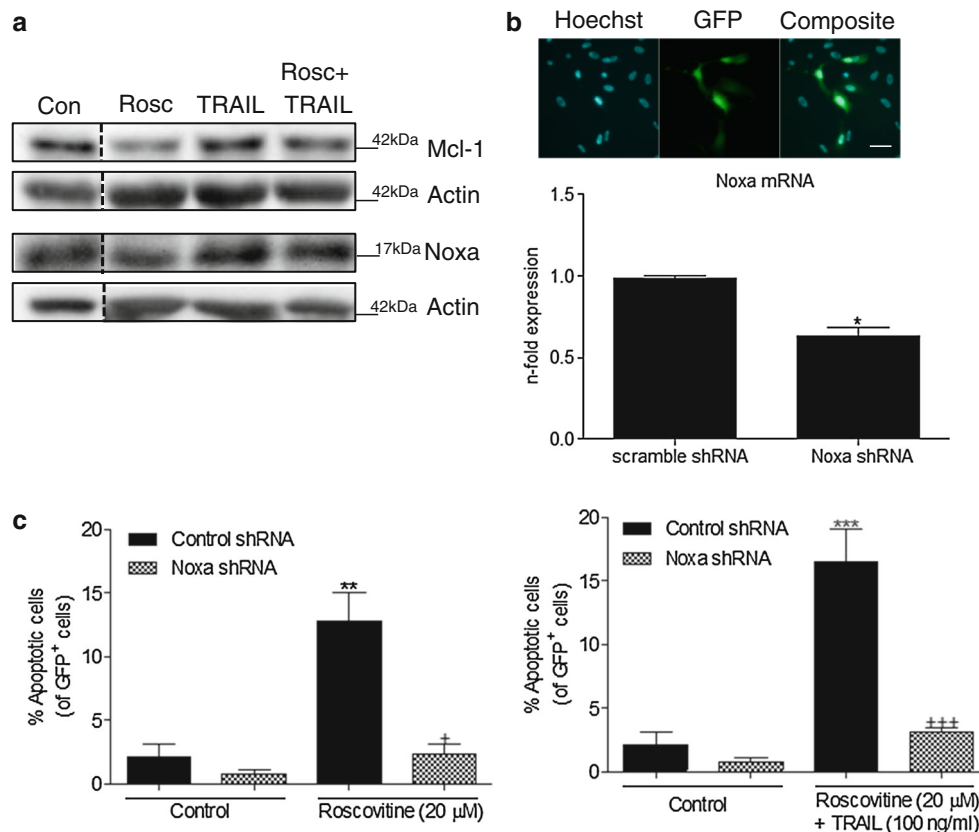 a
Con Rosc TRAIL Rosc+ TRAIL
42kDa Mcl-1
42kDa Actin
17kDa Noxa
42kDa Actin
b
Hoechst GFP Composite
Noxa mRNA
n-fold expression
1.5
1.0
0.5
0.0
*
scramble shRNA Noxa shRNA
c
% Apoptotic cells
(of GFP+ cells)
20
15
10
5
0
Control shRNA
Noxa shRNA
**
+
Control Roscovitine (20 µM)
% Apoptotic cells
(of GFP+ cells)
20
15
10
5
0
Control shRNA
Noxa shRNA
***
+++
Control Roscovitine (20 µM)
+ TRAIL (100 ng/ml)